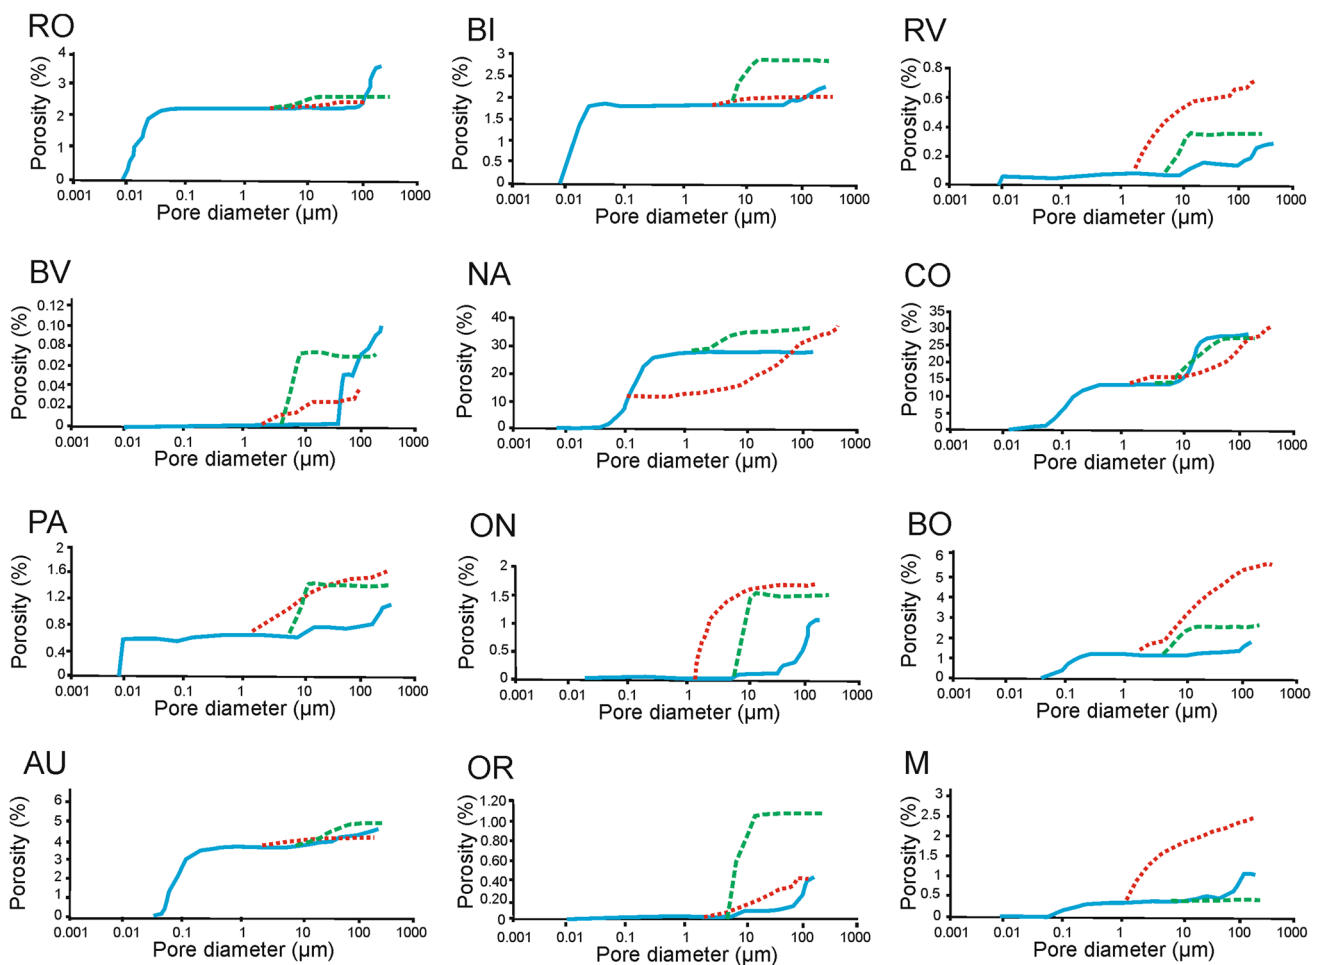 RO
Porosity (%)
4
3
2
1
0
0.001 0.01 0.1 1 10 100 1000
Pore diameter (µm)
BI
Porosity (%)
3
2.5
2
1.5
1
0.5
0
0.001 0.01 0.1 1 10 100 1000
Pore diameter (µm)
RV
Porosity (%)
0.8
0.6
0.4
0.2
0
0.001 0.01 0.1 1 10 100 1000
Pore diameter (µm)
BV
Porosity (%)
0.12
0.10
0.02
0.04
0.02
0
0.001 0.01 0.1 1 10 100 1000
Pore diameter (µm)
NA
Porosity (%)
40
30
20
10
0
0.001 0.01 0.1 1 10 100 1000
Pore diameter (µm)
CO
Porosity (%)
35
30
25
20
15
10
5
0
0.001 0.01 0.1 1 10 100 1000
Pore diameter (µm)
PA
Porosity (%)
2
1.6
1.2
0.8
0.4
0
0.001 0.01 0.1 1 10 100 1000
Pore diameter (µm)
ON
Porosity (%)
2
1.5
1
0.5
0
0.001 0.01 0.1 1 10 100 1000
Pore diameter (µm)
BO
Porosity (%)
6
5
4
3
2
1
0
0.001 0.01 0.1 1 10 100 1000
Pore diameter (µm)
AU
Porosity (%)
6
5
4
3
2
1
0
0.001 0.01 0.1 1 10 100 1000
Pore diameter (µm)
OR
Porosity (%)
1.20
1.00
0.80
0.60
0.40
0.20
0
0.001 0.01 0.1 1 10 100 1000
Pore diameter (µm)
M
Porosity (%)
3
2.5
2
1.5
1
0.5
0
0.001 0.01 0.1 1 10 100 1000
Pore diameter (µm)